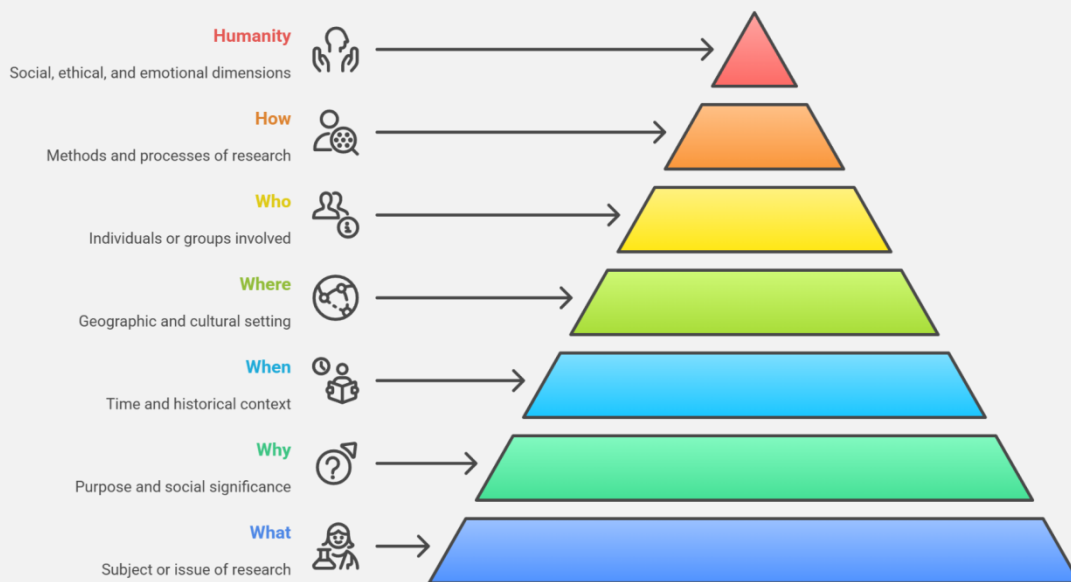 Humanity
Social, ethical, and emotional dimensions
How
Methods and processes of research
Who
Individuals or groups involved
Where
Geographic and cultural setting
When
Time and historical context
Why
Purpose and social significance
What
Subject or issue of research